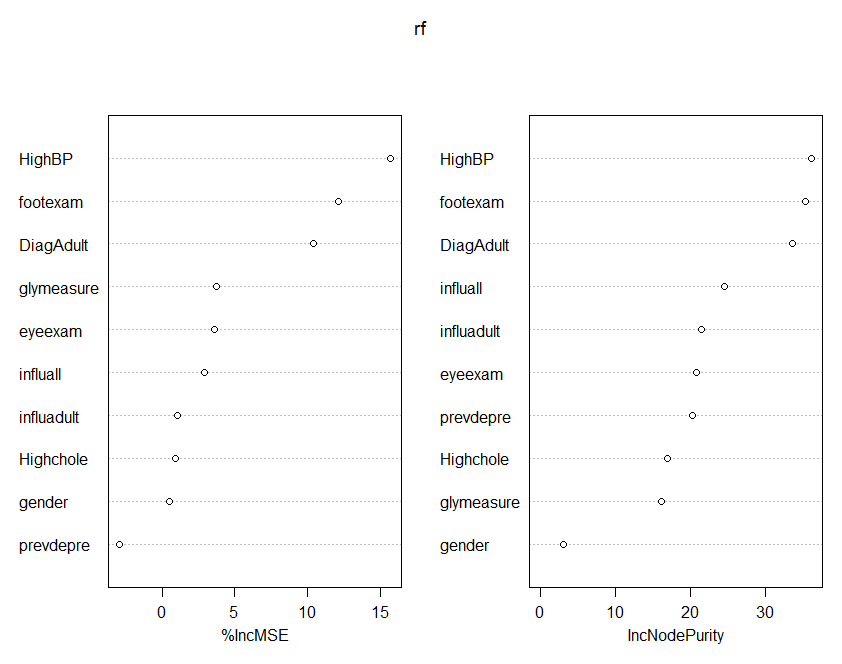 rf
HighBP
footexam
DiagAdult
glymeasure
eyeexam
influall
influadult
Highchole
gender
prevdepre
0 5 10 15
%IncMSE
HighBP
footexam
DiagAdult
influall
influadult
eyeexam
prevdepre
Highchole
glymeasure
gender
0 10 20 30
IncNodePurity